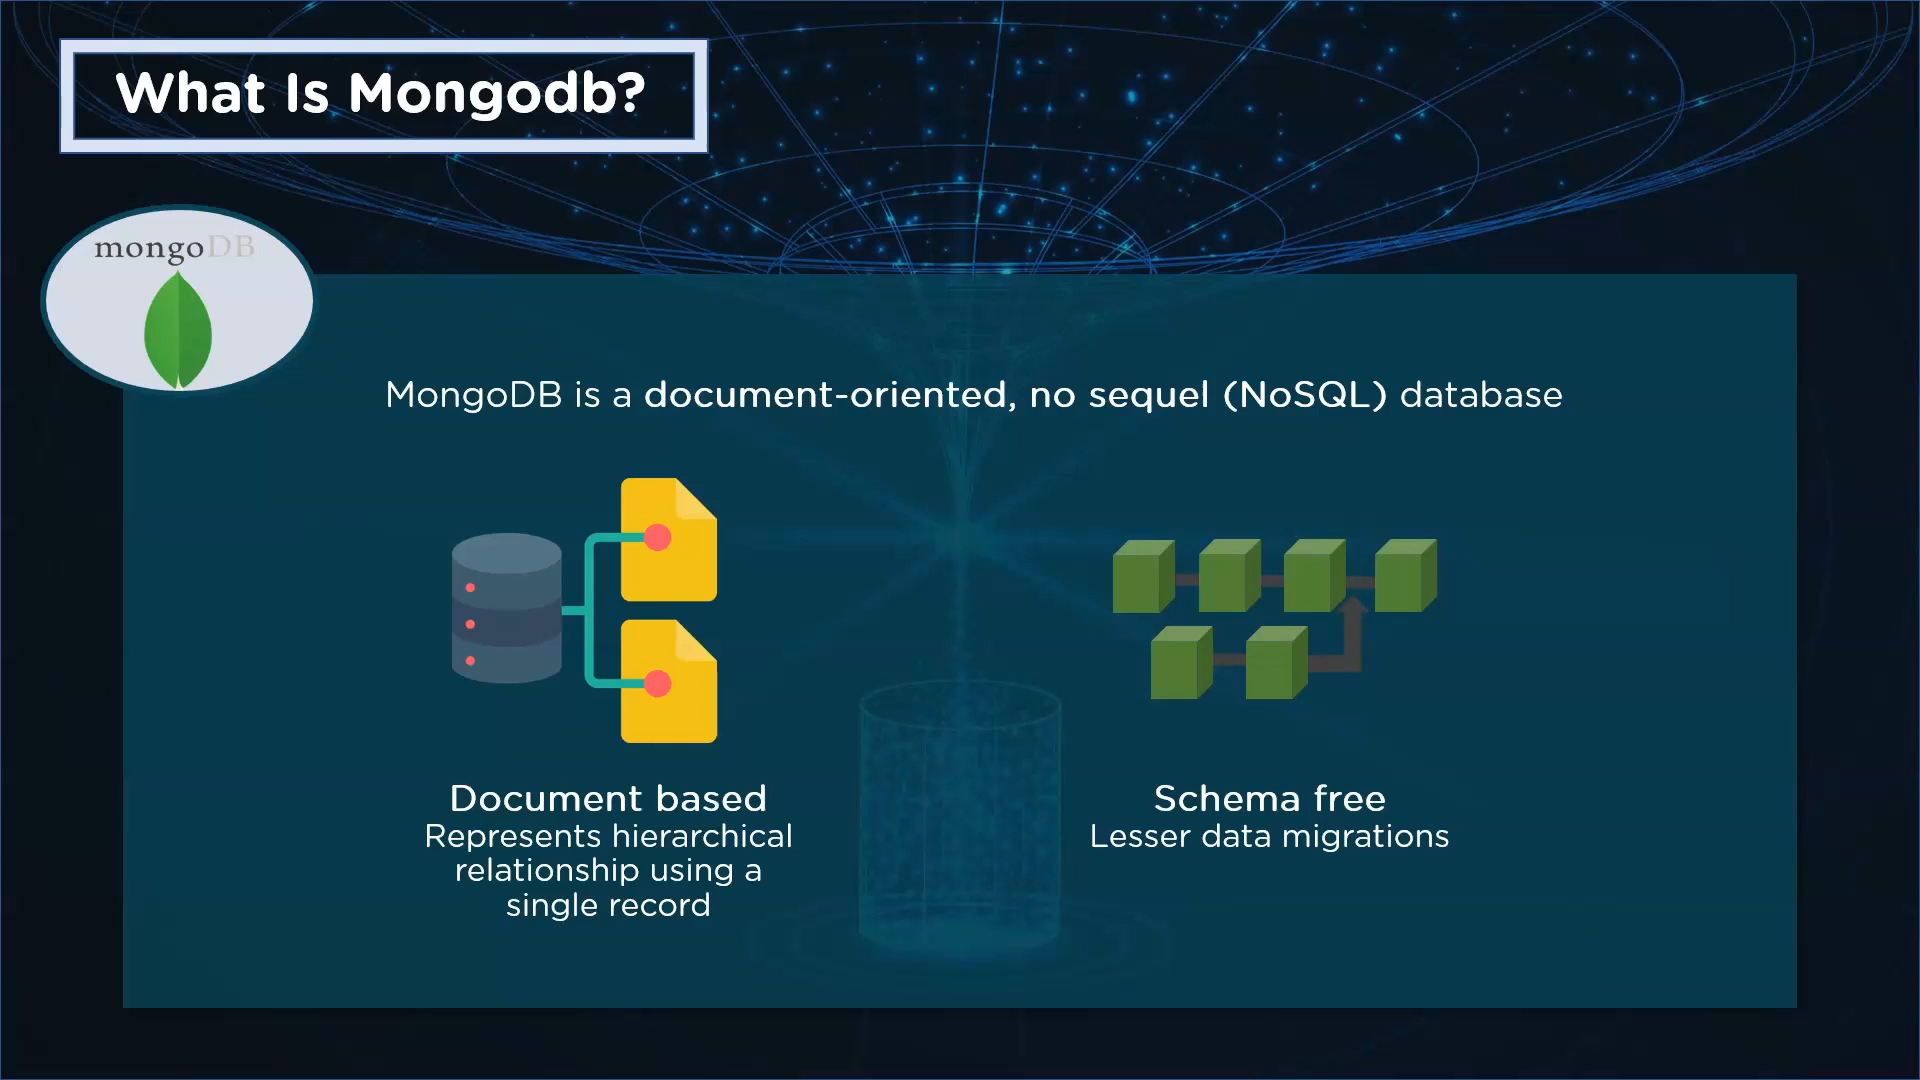 What Is Mongodb?
mongoDB
MongoDB is a document-oriented, no sequel (NoSQL) database
Document based
Represents hierarchical
relationship using a
single record
Schema free
Lesser data migrations